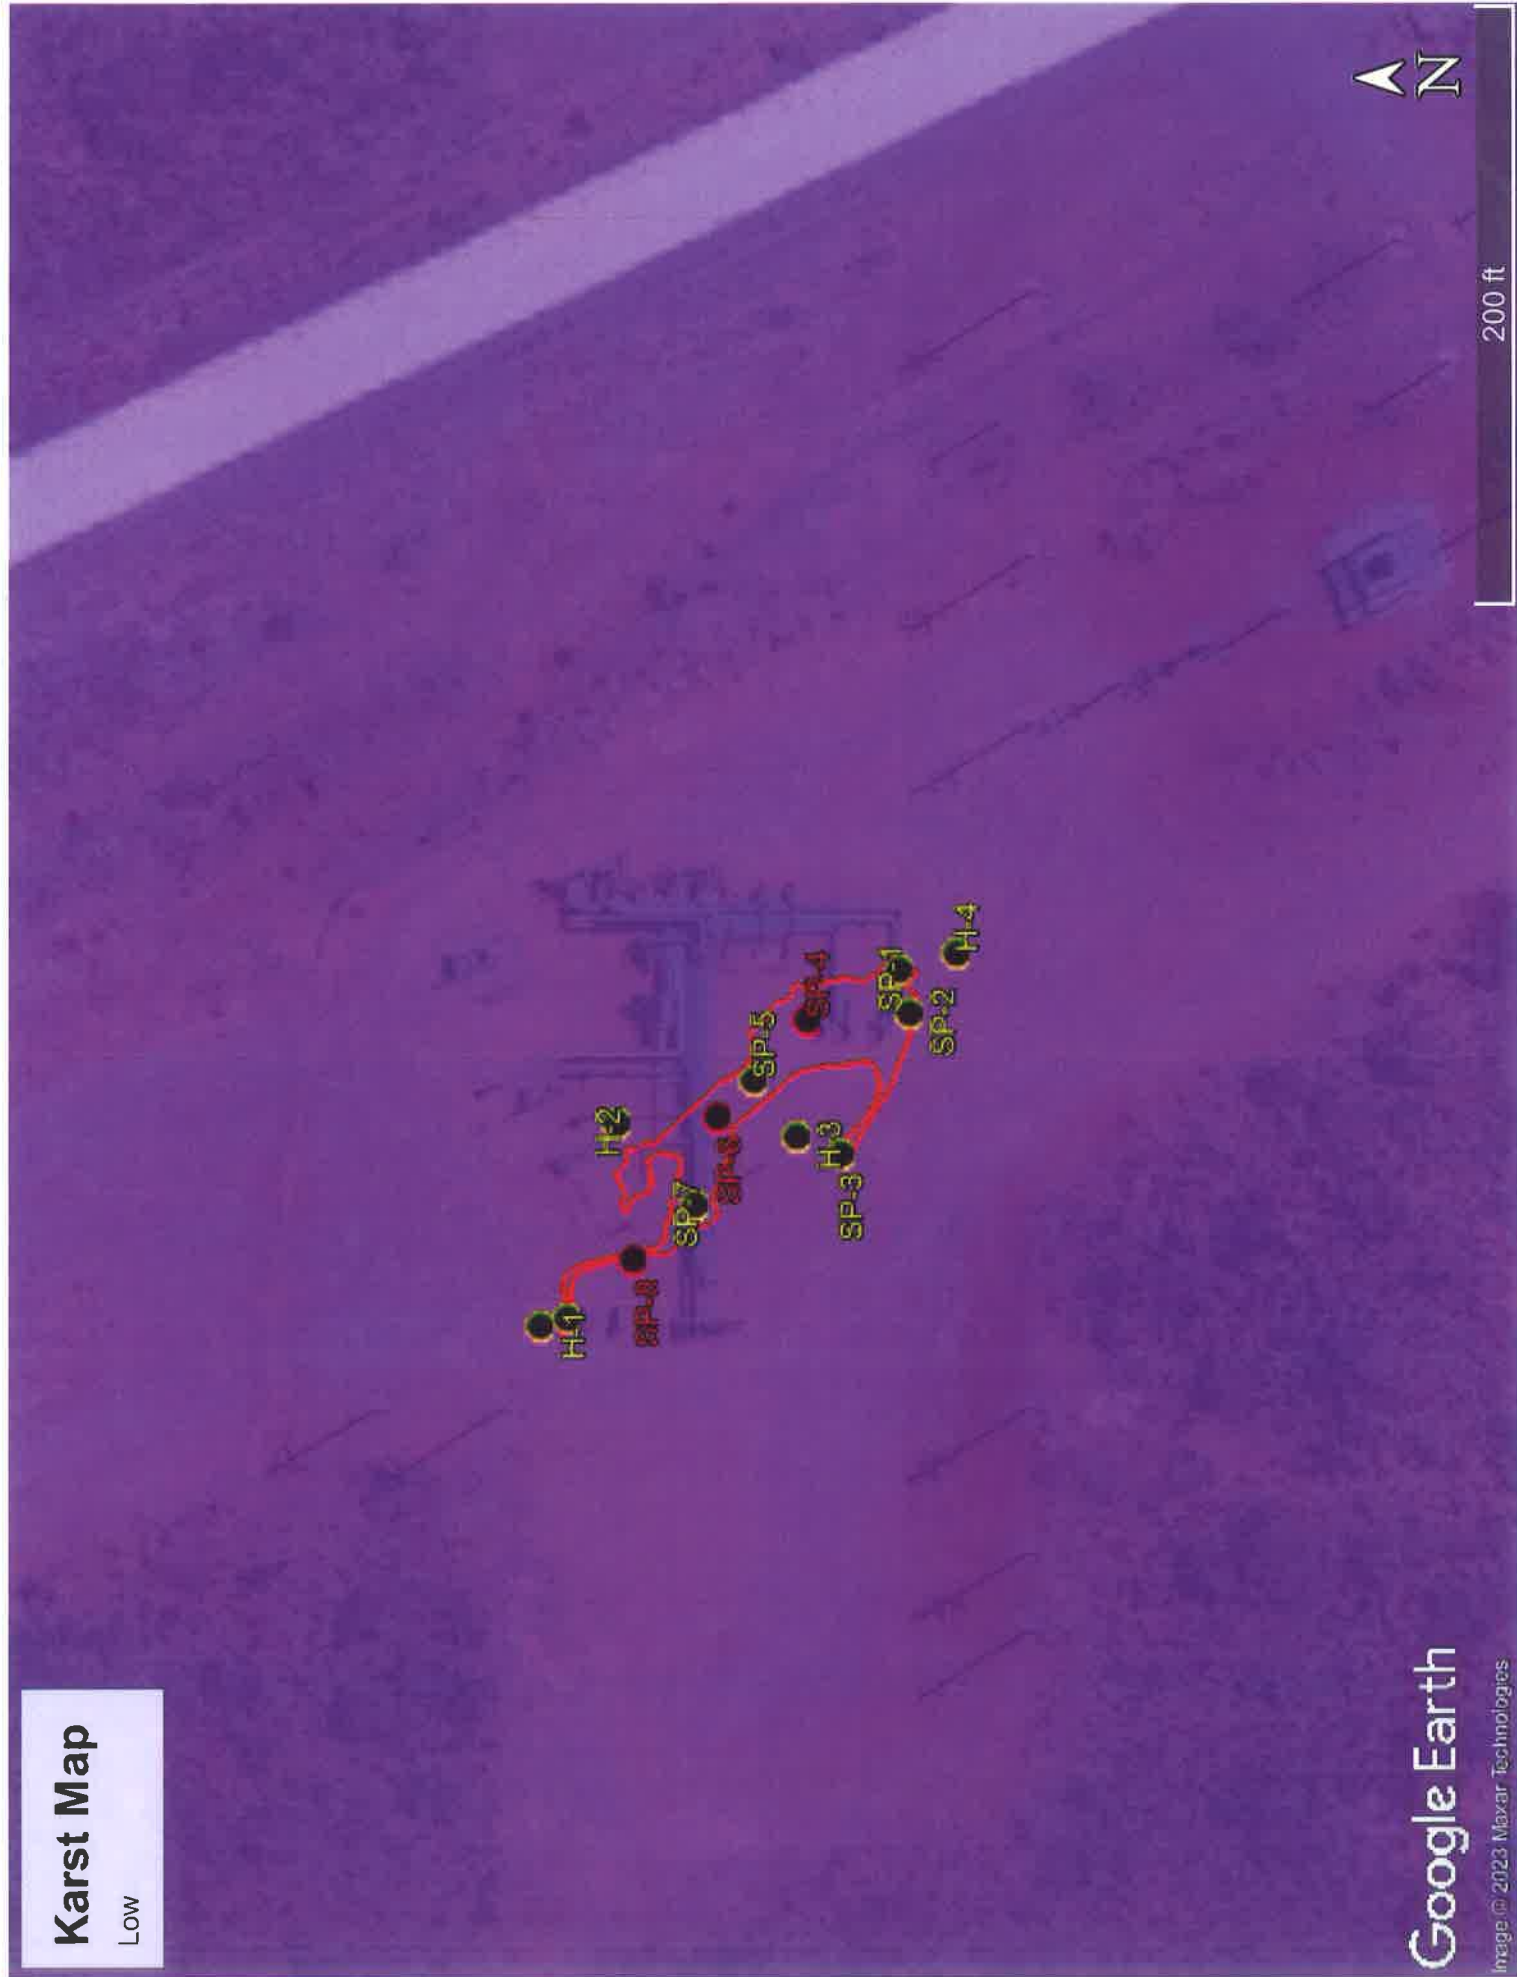 Karst Map
Low
H-1
SP-8
SP-7
H-2
SP-6
SP-5
H-3
SP-3
SP-4
SP-1
SP-2
H-4
N
200 ft
Google Earth
Image © 2023 Maxar Technologies